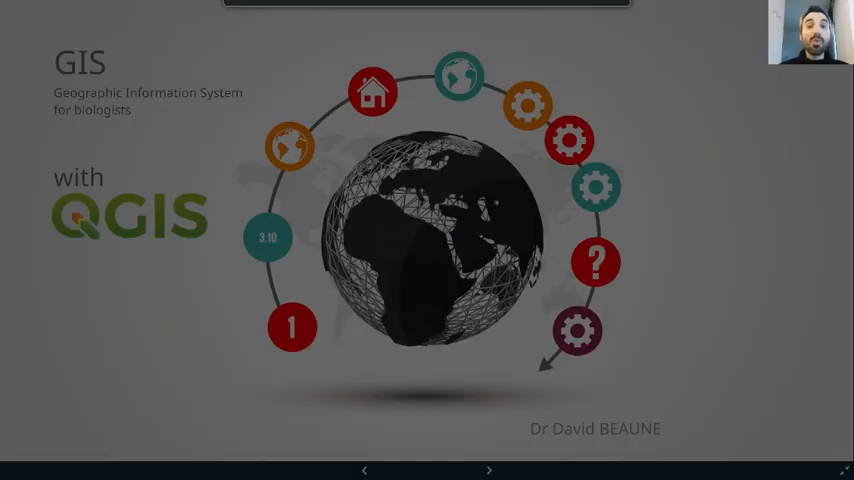 GIS
Geographic Information System
for biologists
with
QGIS
3.10
1
?
Dr David BEAUNE